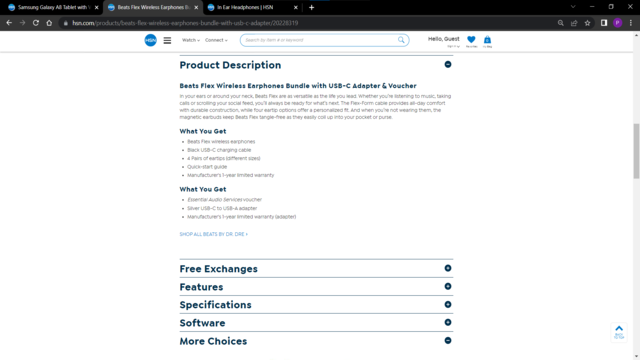 Samsung Galaxy A8 Tablet with V
Beats Flex Wireless Earphones B
In Ear Headphones | HSN
hsn.com/products/beats-flex-wireless-earphones-bundle-with-usb-c-adapter/20228319
P
HSN
Watch
Connect
Search by item # or keyword
Hello, Guest
Product Description
Beats Flex Wireless Earphones Bundle with USB-C Adapter & Voucher
In your ears or around your neck, Beats Flex are as versatile as the life you lead. Whether you're listening to music, taking
calls or scrolling your social feed, you'll always be ready for what's next. The Flex-Form cable provides all-day comfort
with durable construction, while four eartip options offer a personalized fit. And when you're not wearing them, the
magnetic earbuds keep Beats Flex tangle-free as they easily coil up into your pocket or purse.
What You Get
Beats Flex wireless earphones
Black USB-C charging cable
4 Pairs of eartips (different sizes)
Quick-start guide
Manufacturer's 1-year limited warranty
What You Get
Essential Audio Services voucher
Silver USB-C to USB-A adapter
Manufacturer's 1-year limited warranty (adapter)
SHOP ALL BEATS BY DR. DRE >
Free Exchanges
Features
Specifications
Software
More Choices
BACK
TO TOP